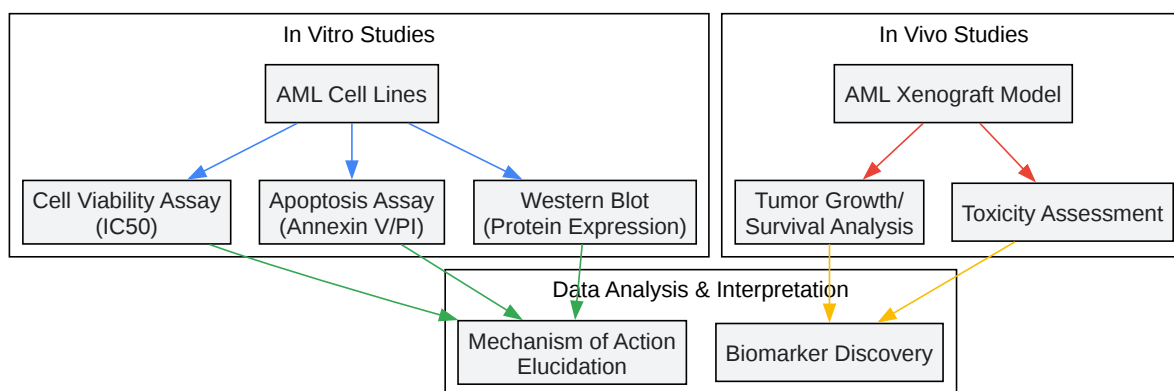 In Vitro Studies
AML Cell Lines
Cell Viability Assay
(IC50)
Apoptosis Assay
(Annexin V/PI)
Western Blot
(Protein Expression)
In Vivo Studies
AML Xenograft Model
Tumor Growth/
Survival Analysis
Toxicity Assessment
Data Analysis & Interpretation
Mechanism of Action
Elucidation
Biomarker Discovery